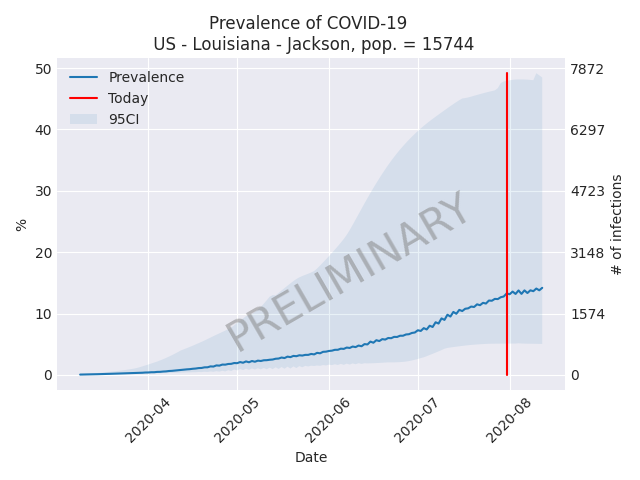 Prevalence of COVID-19
US - Louisiana - Jackson, pop. = 15744
Prevalence
Today
95CI
PRELIMINARY
50
40
30
20
10
0
%
7872
6297
4723
3148
1574
0
# of infections
2020-04
2020-05
2020-06
2020-07
2020-08
Date